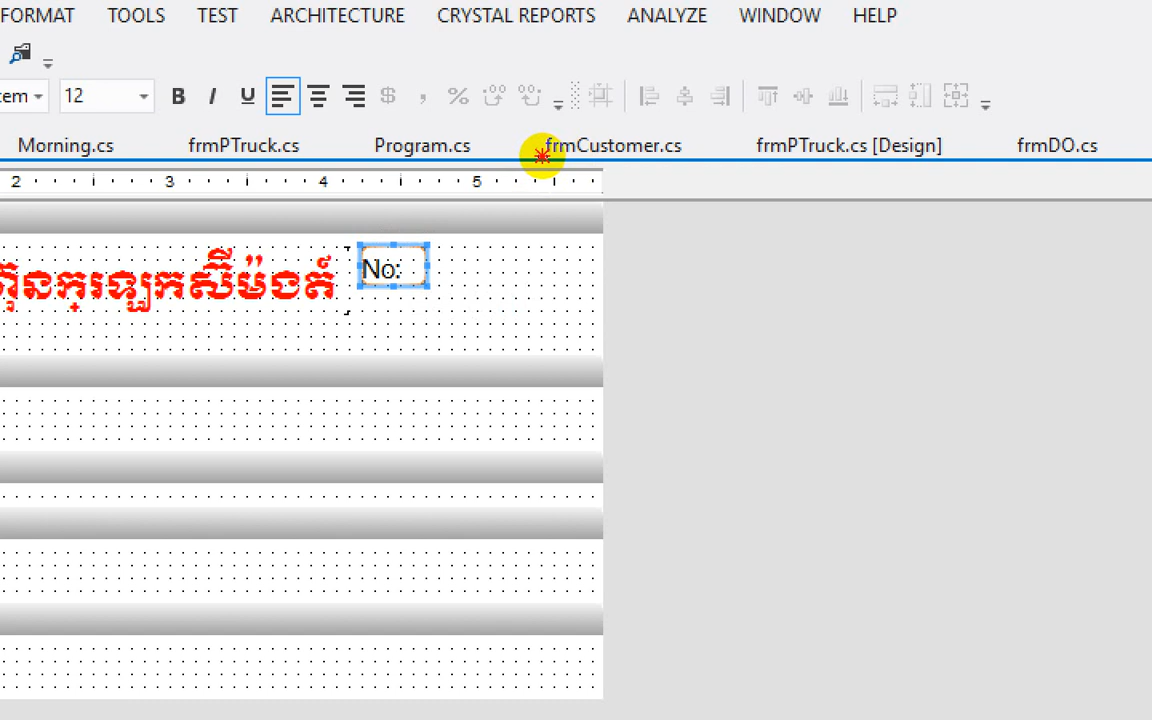 FORMAT TOOLS TEST ARCHITECTURE CRYSTAL REPORTS ANALYZE WINDOW HELP
12 B I U $ , %
Morning.cs frmPTruck.cs Program.cs frmCustomer.cs frmPTruck.cs [Design] frmDO.cs
2 3 4 5
No: